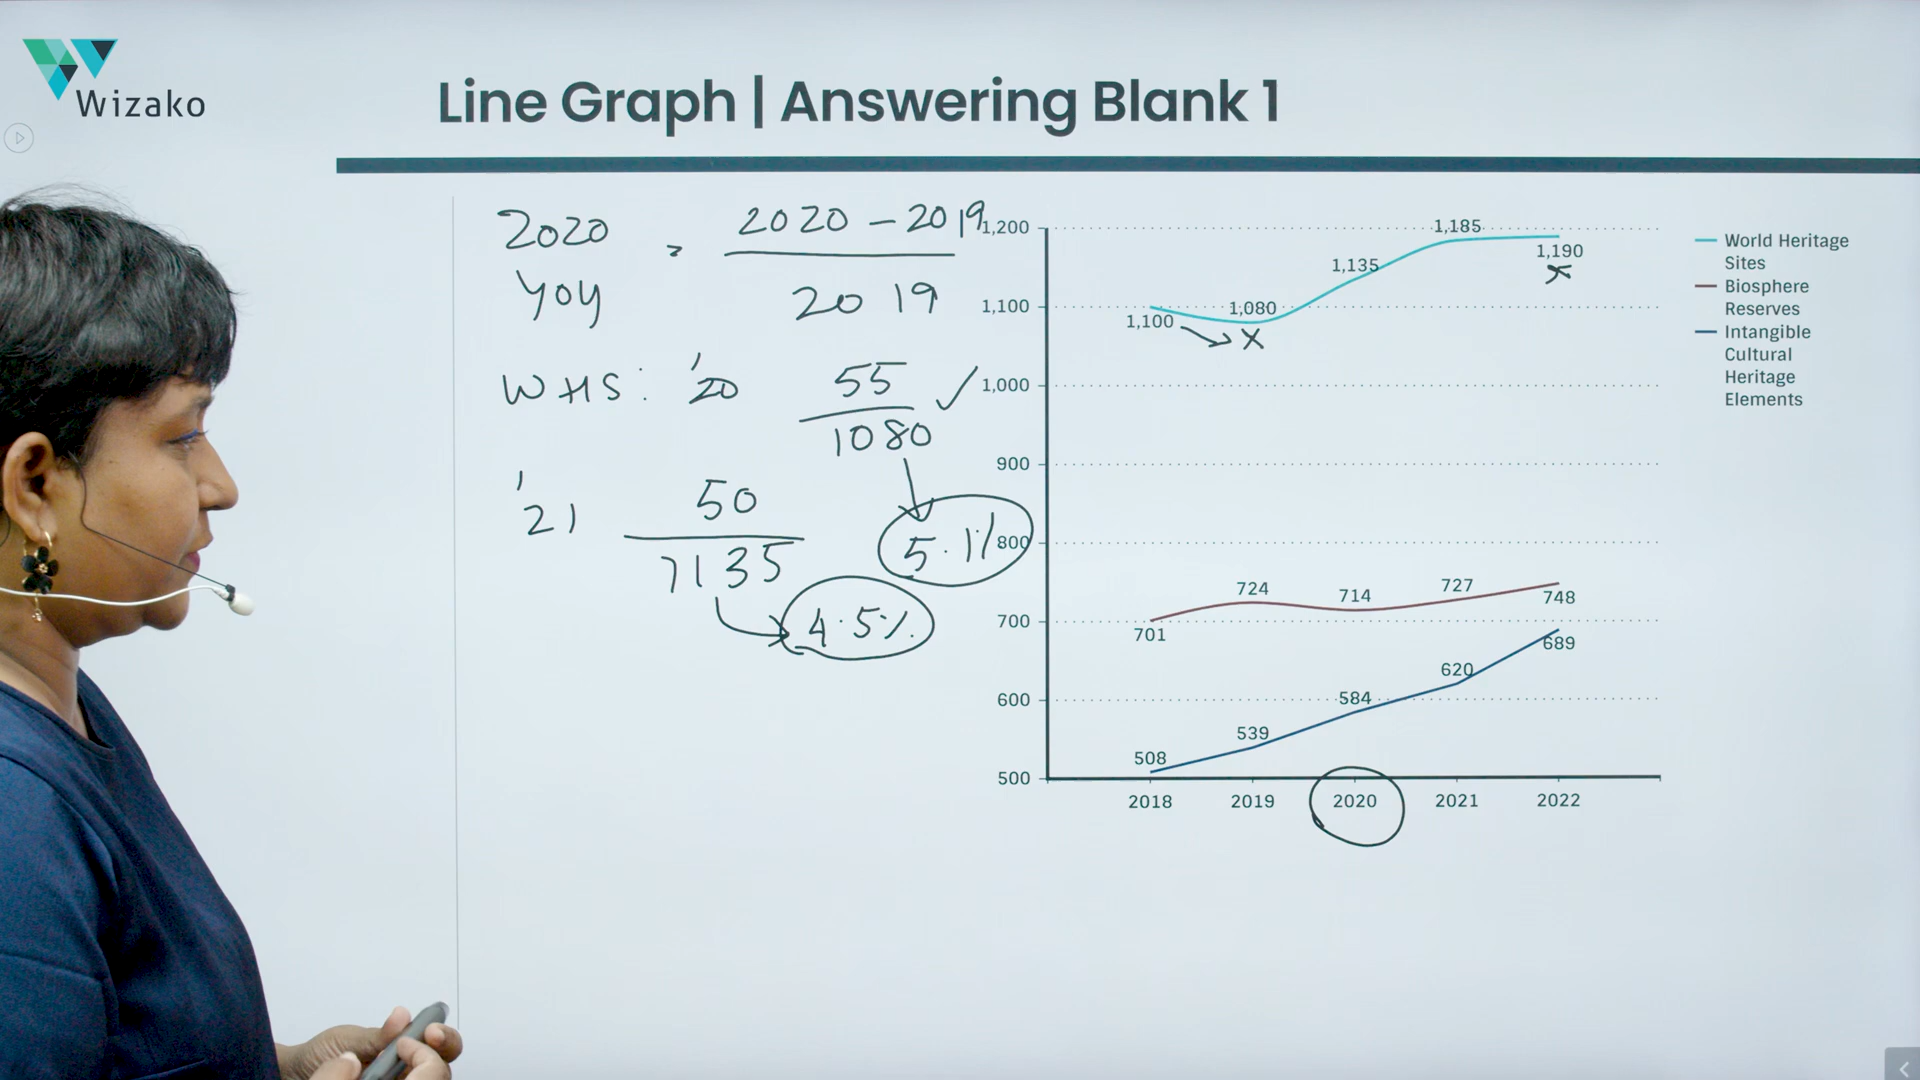 Wizako
Line Graph | Answering Blank 1
2020 YOY = 2020 - 2019
2019
WHS: '20 55 ✓
1080
5.1%
'21 50
1135
4.5%
1,200
1,100
1,000
900
800
700
600
500
1,100 1,080 1,135 1,185 1,190
X X
701 724 714 727 748
508 539 584 620 689
2018 2019 2020 2021 2022
World Heritage
Sites
Biosphere
Reserves
Intangible
Cultural
Heritage
Elements